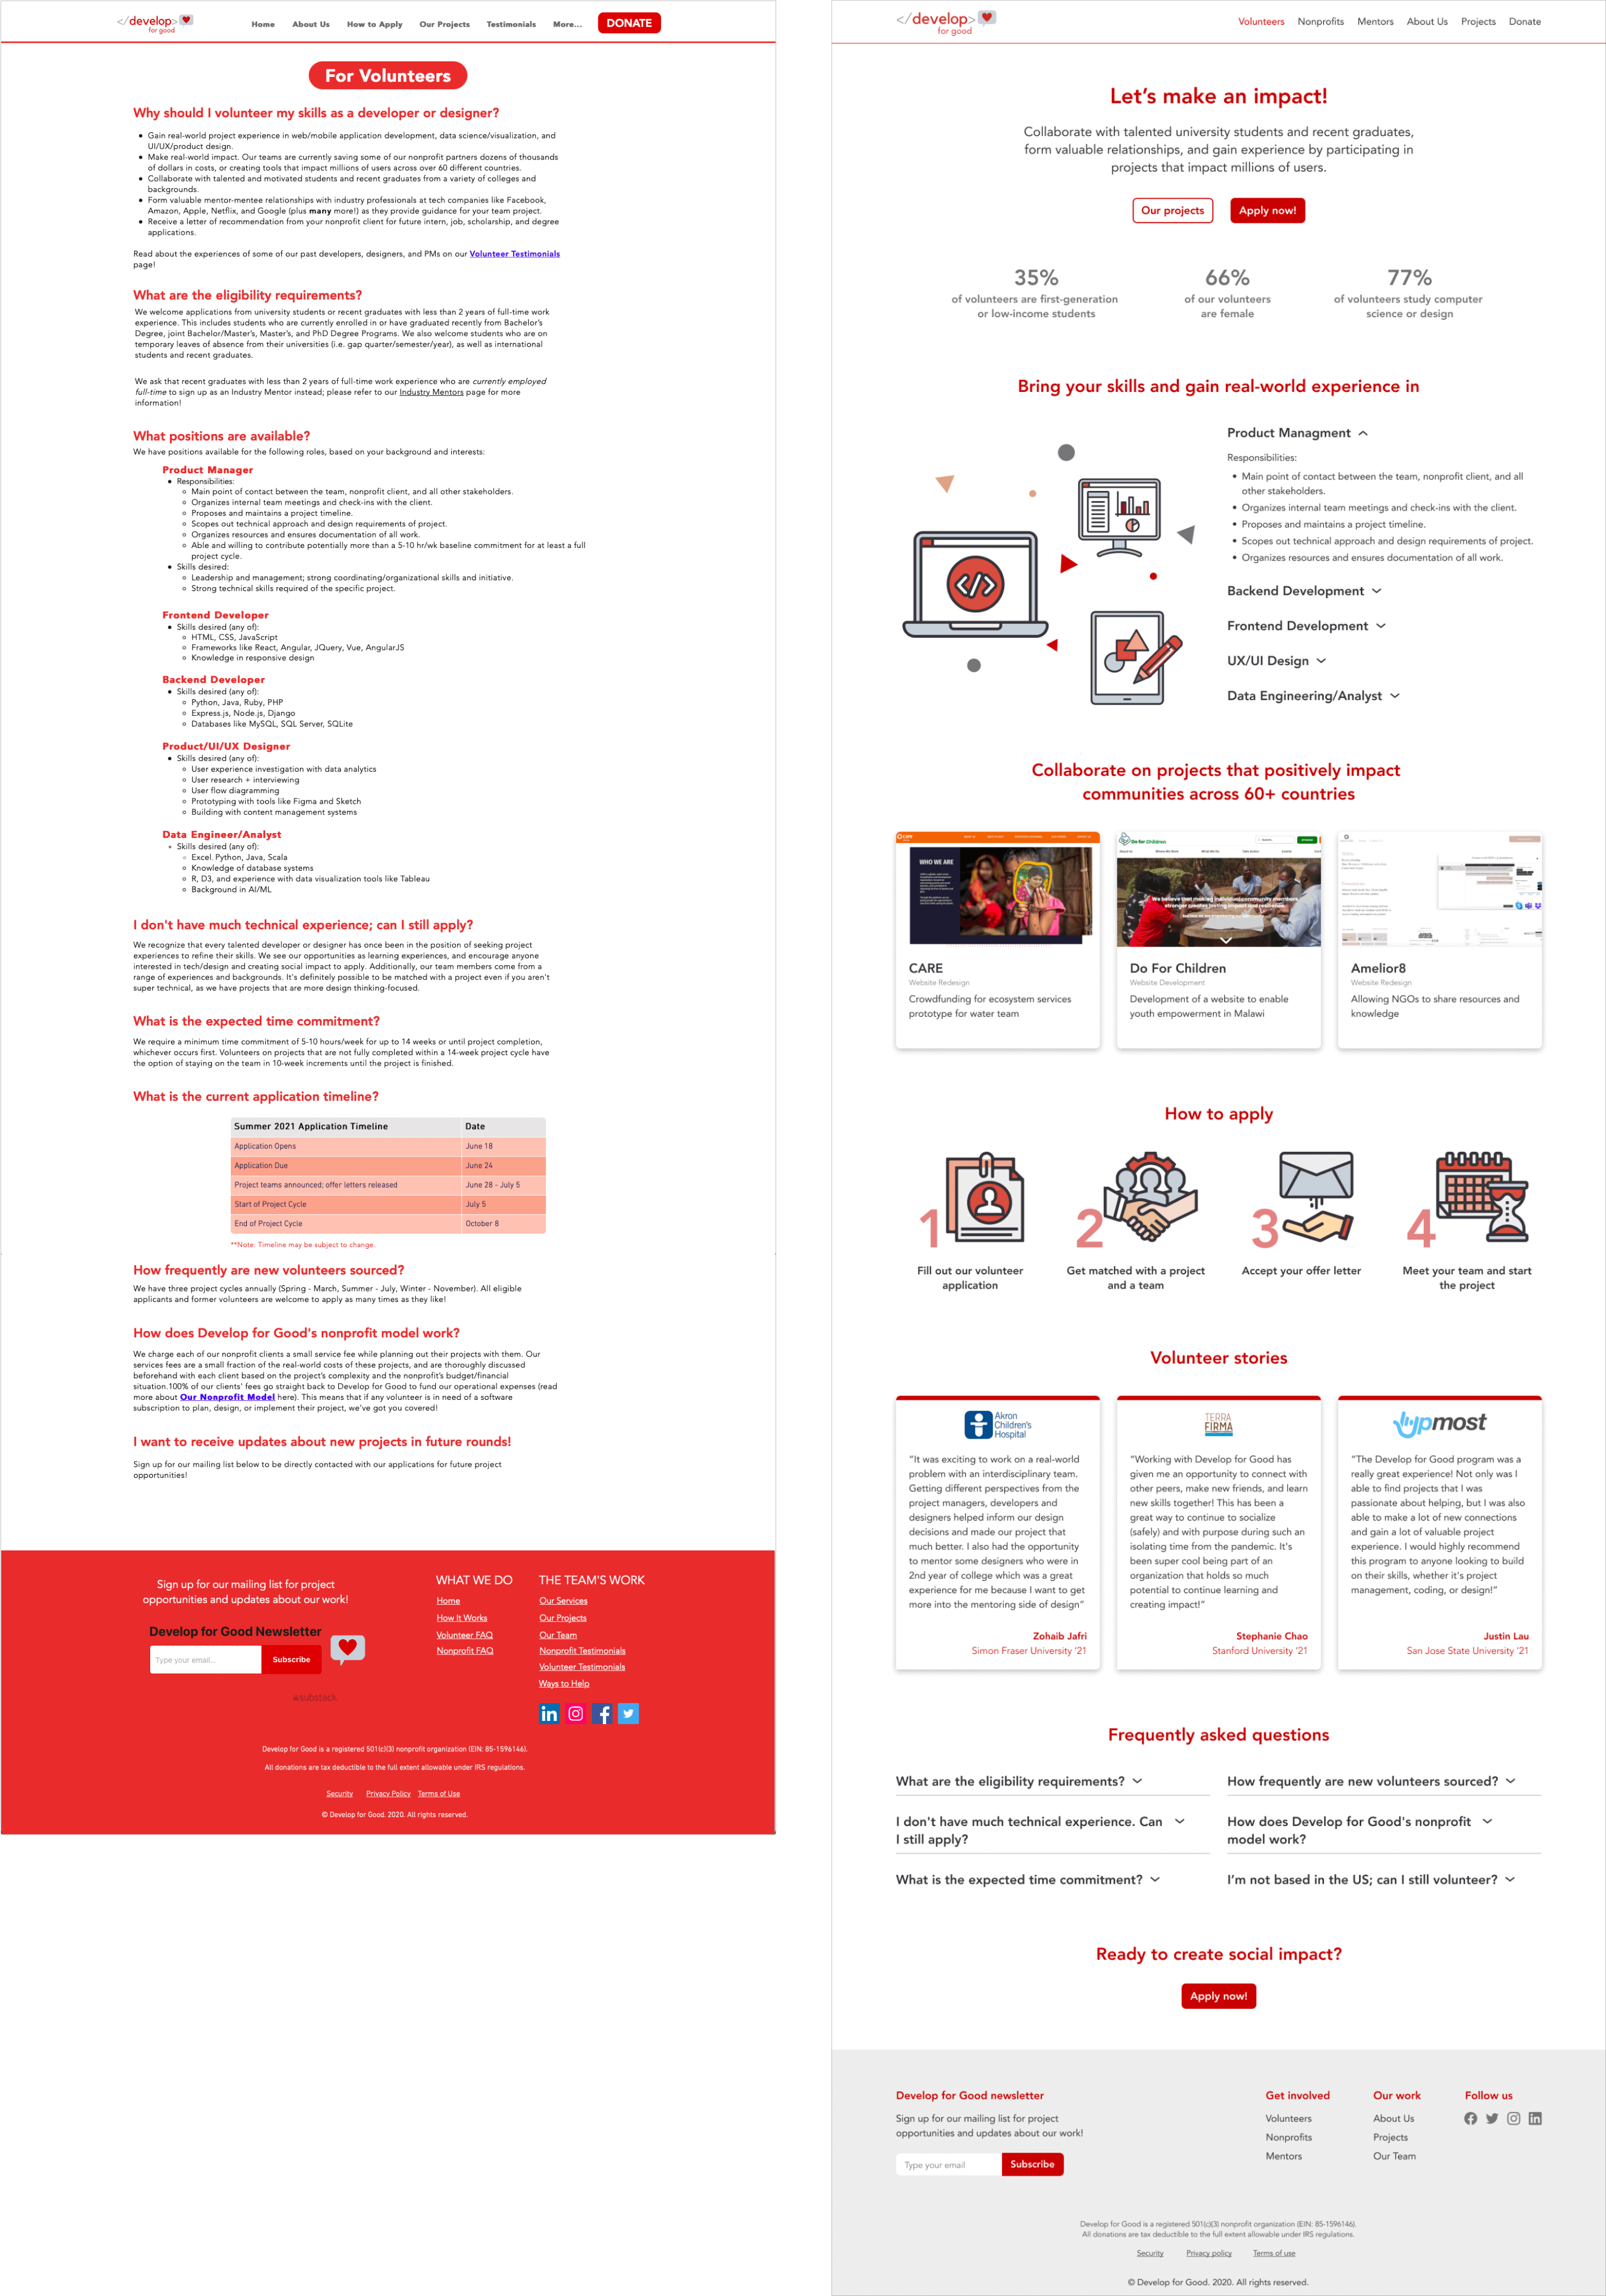 </develop>
for good
Home About Us How to Apply Our Projects Testimonials More... DONATE
For Volunteers
Why should I volunteer my skills as a developer or designer?
• Gain real-world project experience in web/mobile application development, data science/visualization, and
UI/UX/product design.
• Make real-world impact. Our teams are currently saving some of our nonprofit partners dozens of thousands
of dollars in costs, or creating tools that impact millions of users across over 60 different countries.
• Collaborate with talented and motivated students and recent graduates from a variety of colleges and
backgrounds.
• Form valuable mentor-mentee relationships with industry professionals at tech companies like Facebook,
Amazon, Apple, Netflix, and Google (plus many more!) as they provide guidance for your team project.
• Receive a letter of recommendation from your nonprofit client for future intern, job, scholarship, and degree
applications.
Read about the experiences of some of our past developers, designers, and PMs on our Volunteer Testimonials
page!
What are the eligibility requirements?
We welcome applications from university students or recent graduates with less than 2 years of full-time work
experience. This includes students who are currently enrolled in or have graduated recently from Bachelor's
Degree, joint Bachelor/Master's, Master's, and PhD Degree Programs. We also welcome students who are on
temporary leaves of absence from their universities (i.e. gap quarter/semester/year), as well as international
students and recent graduates.
We ask that recent graduates with less than 2 years of full-time work experience who are currently employed
full-time to sign up as an Industry Mentor instead; please refer to our Industry Mentors page for more
information!
What positions are available?
We have positions available for the following roles, based on your background and interests:
Product Manager
• Responsibilities:
Main point of contact between the team, nonprofit client, and all other stakeholders.
Organizes internal team meetings and check-ins with the client.
Proposes and maintains a project timeline.
Scopes out technical approach and design requirements of project.
Organizes resources and ensures documentation of all work.
Able and willing to contribute potentially more than a 5-10 hr/wk baseline commitment for at least a full
project cycle.
• Skills desired:
Leadership and management; strong coordinating/organizational skills and initiative.
Strong technical skills required of the specific project.
Frontend Developer
• Skills desired (any of):
HTML, CSS, JavaScript
Frameworks like React, Angular, JQuery, Vue, AngularJS
Knowledge in responsive design
Backend Developer
• Skills desired (any of):
Python, Java, Ruby, PHP
Express.js, Node.js, Django
Databases like MySQL, SQL Server, SQLite
Product/UI/UX Designer
• Skills desired (any of):
User experience investigation with data analytics
User research + interviewing
User flow diagramming
Prototyping with tools like Figma and Sketch
Building with content management systems
Data Engineer/Analyst
• Skills desired (any of):
Excel. Python, Java, Scala
Knowledge of database systems
R, D3, and experience with data visualization tools like Tableau
Background in AI/ML
I don't have much technical experience; can I still apply?
We recognize that every talented developer or designer has once been in the position of seeking project
experiences to refine their skills. We see our opportunities as learning experiences, and encourage anyone
interested in tech/design and creating social impact to apply. Additionally, our team members come from a
range of experiences and backgrounds. It's definitely possible to be matched with a project even if you aren't
super technical, as we have projects that are more design thinking-focused.
What is the expected time commitment?
We require a minimum time commitment of 5-10 hours/week for up to 14 weeks or until project completion,
whichever occurs first. Volunteers on projects that are not fully completed within a 14-week project cycle have
the option of staying on the team in 10-week increments until the project is finished.
What is the current application timeline?
Summer 2021 Application Timeline Date
Application Opens June 18
Application Due June 24
Project teams announced; offer letters released June 28 - July 5
Start of Project Cycle July 5
End of Project Cycle October 8
**Note: Timeline may be subject to change.
How frequently are new volunteers sourced?
We have three project cycles annually (Spring - March, Summer - July, Winter - November). All eligible
applicants and former volunteers are welcome to apply as many times as they like!
How does Develop for Good's nonprofit model work?
We charge each of our nonprofit clients a small service fee while planning out their projects with them. Our
services fees are a small fraction of the real-world costs of these projects, and are thoroughly discussed
beforehand with each client based on the project's complexity and the nonprofit's budget/financial
situation.100% of our clients' fees go straight back to Develop for Good to fund our operational expenses (read
more about Our Nonprofit Model here). This means that if any volunteer is in need of a software
subscription to plan, design, or implement their project, we've got you covered!
I want to receive updates about new projects in future rounds!
Sign up for our mailing list below to be directly contacted with our applications for future project
opportunities!
Sign up for our mailing list for project
opportunities and updates about our work!
Develop for Good Newsletter
Type your email... Subscribe
substack
WHAT WE DO
Home
How It Works
Volunteer FAQ
Nonprofit FAQ
THE TEAM'S WORK
Our Services
Our Projects
Our Team
Nonprofit Testimonials
Volunteer Testimonials
Ways to Help
Develop for Good is a registered 501(c)(3) nonprofit organization (EIN: 85-1596146).
All donations are tax deductible to the full extent allowable under IRS regulations.
Security Privacy Policy Terms of Use
© Develop for Good. 2020. All rights reserved.
</develop>
for good
Volunteers Nonprofits Mentors About Us Projects Donate
Let's make an impact!
Collaborate with talented university students and recent graduates,
form valuable relationships, and gain experience by participating in
projects that impact millions of users.
Our projects Apply now!
35%
of volunteers are first-generation
or low-income students
66%
of our volunteers
are female
77%
of volunteers study computer
science or design
Bring your skills and gain real-world experience in
</>
Product Managment
Responsibilities:
• Main point of contact between the team, nonprofit client, and all
other stakeholders.
• Organizes internal team meetings and check-ins with the client.
• Proposes and maintains a project timeline.
• Scopes out technical approach and design requirements of project.
• Organizes resources and ensures documentation of all work.
Backend Development
Frontend Development
UX/UI Design
Data Engineering/Analyst
Collaborate on projects that positively impact
communities across 60+ countries
care
WHO WE ARE
CARE
Website Redesign
Crowdfunding for ecosystem services
prototype for water team
Do for Children
We believe that making individual community members
stronger creates lasting impact and resilience.
Do For Children
Website Development
Development of a website to enable
youth empowerment in Malawi
Amelior8
Website Redesign
Allowing NGOs to share resources and
knowledge
How to apply
1
Fill out our volunteer
application
2
Get matched with a project
and a team
3
Accept your offer letter
4
Meet your team and start
the project
Volunteer stories
Akron
Children's
Hospital
"It was exciting to work on a real-world
problem with an interdisciplinary team.
Getting different perspectives from the
project managers, developers and
designers helped inform our design
decisions and made our project that
much better. I also had the opportunity
to mentor some designers who were in
2nd year of college which was a great
experience for me because I want to get
more into the mentoring side of design"
Zohaib Jafri
Simon Fraser University '21
TERRA
FIRMA
"Working with Develop for Good has
given me an opportunity to connect with
other peers, make new friends, and learn
new skills together! This has been a
great way to continue to socialize
(safely) and with purpose during such an
isolating time from the pandemic. It's
been super cool being part of an
organization that holds so much
potential to continue learning and
creating impact!"
Stephanie Chao
Stanford University '21
upmost
"The Develop for Good program was a
really great experience! Not only was I
able to find projects that I was
passionate about helping, but I was also
able to make a lot of new connections
and gain a lot of valuable project
experience. I would highly recommend
this program to anyone looking to build
on their skills, whether it's project
management, coding, or design!"
Justin Lau
San Jose State University '21
Frequently asked questions
What are the eligibility requirements?
I don't have much technical experience. Can
I still apply?
What is the expected time commitment?
How frequently are new volunteers sourced?
How does Develop for Good's nonprofit
model work?
I'm not based in the US; can I still volunteer?
Ready to create social impact?
Apply now!
Develop for Good newsletter
Sign up for our mailing list for project
opportunities and updates about our work!
Type your email Subscribe
Get involved
Volunteers
Nonprofits
Mentors
Our work
About Us
Projects
Our Team
Follow us
Develop for Good is a registered 501(c)(3) nonprofit organization (EIN: 85-1596146).
All donations are tax deductible to the full extent allowable under IRS regulations.
Security Privacy policy Terms of use
© Develop for Good. 2020. All rights reserved.